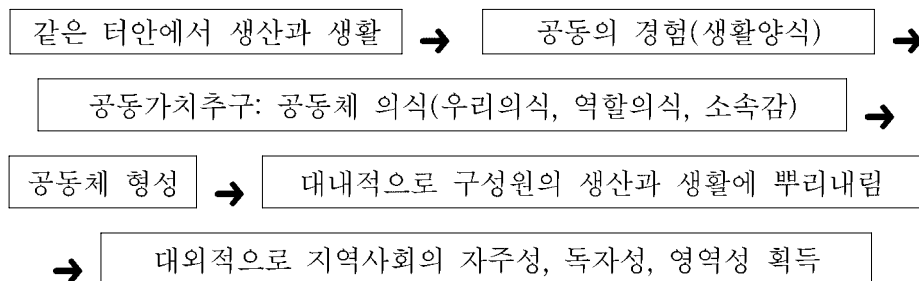 같은 터안에서 생산과 생활 → 공동의 경험(생활양식) →
공동가치추구: 공동체 의식(우리의식, 역할의식, 소속감) →
공동체 형성 → 대내적으로 구성원의 생산과 생활에 뿌리내림
→ 대외적으로 지역사회의 자주성, 독자성, 영역성 획득